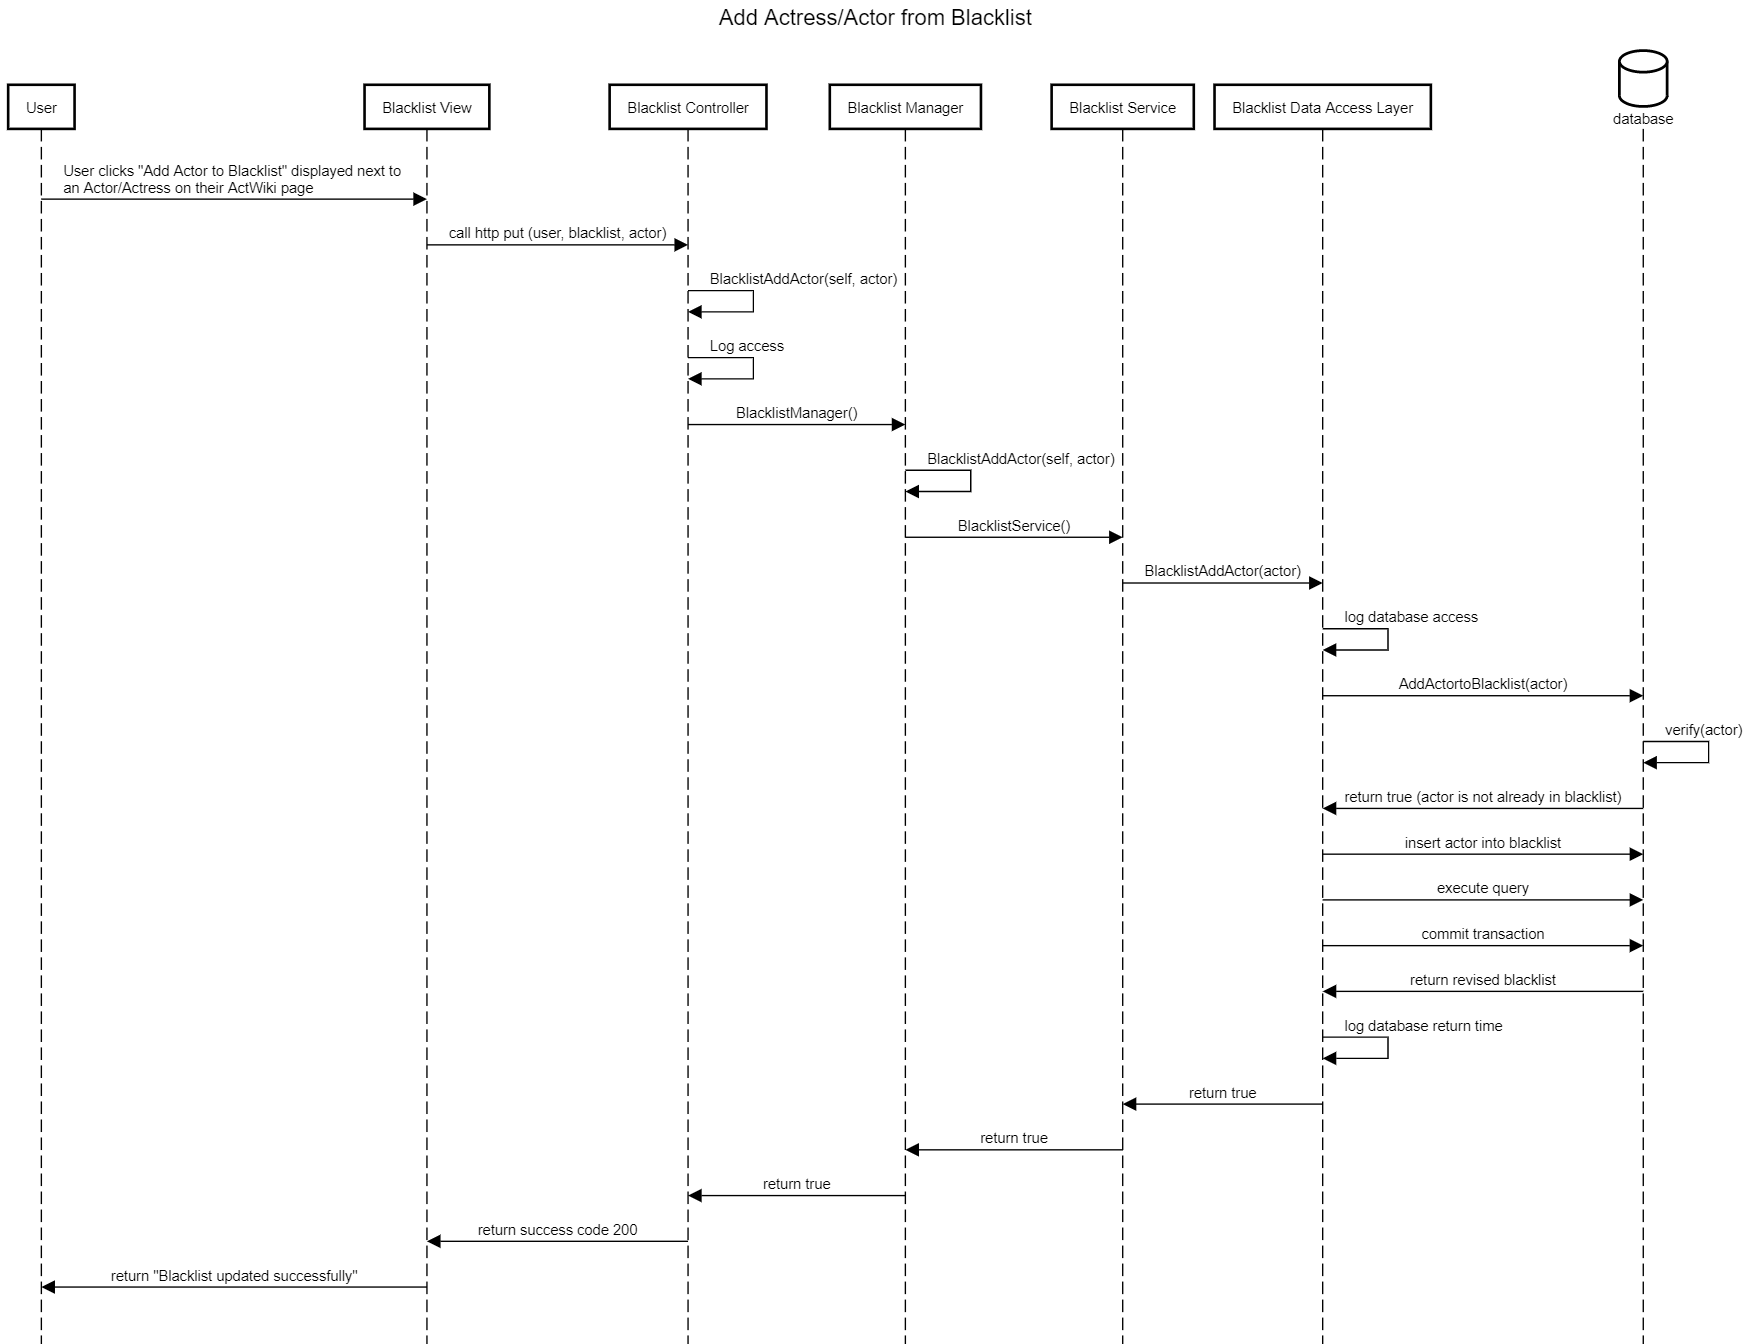 Add Actress/Actor from Blacklist
User
Blacklist View
Blacklist Controller
Blacklist Manager
Blacklist Service
Blacklist Data Access Layer
database
User clicks "Add Actor to Blacklist" displayed next to
an Actor/Actress on their ActWiki page
call http put (user, blacklist, actor)
BlacklistAddActor(self, actor)
Log access
BlacklistManager()
BlacklistAddActor(self, actor)
BlacklistService()
BlacklistAddActor(actor)
log database access
AddActortoBlacklist(actor)
verify(actor)
return true (actor is not already in blacklist)
insert actor into blacklist
execute query
commit transaction
return revised blacklist
log database return time
return true
return true
return true
return success code 200
return "Blacklist updated successfully"